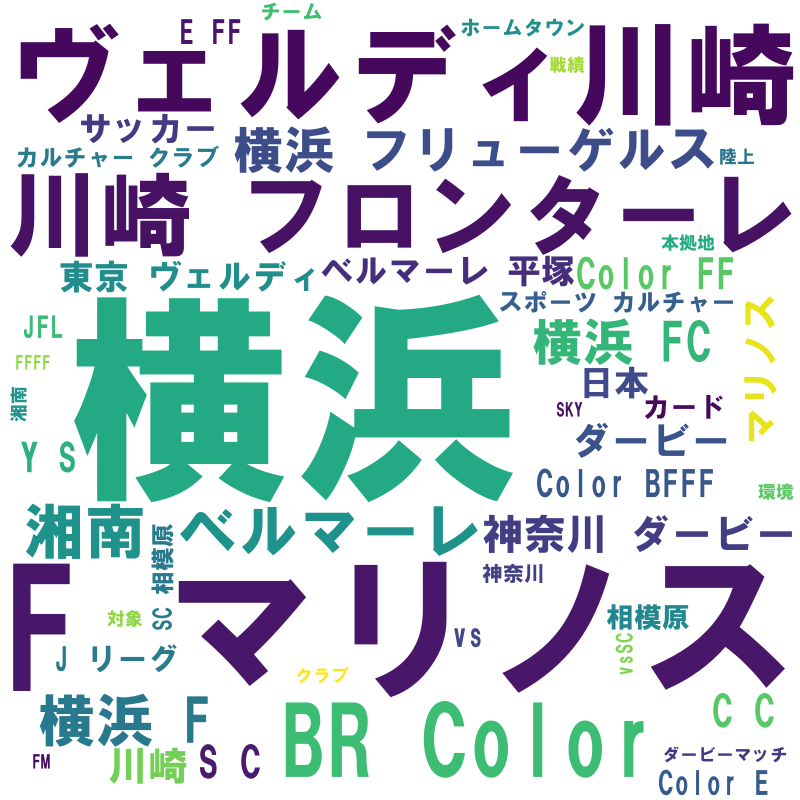 チーム
E FF
ホームタウン
ヴェルディ川崎
戦績
サッカー
カルチャー クラブ
横浜 フリューゲルス
陸上
川崎 フロンターレ
本拠地
東京 ヴェルディ
ベルマーレ 平塚
Color FF
スポーツ カルチャー
マリノス
JFL
横浜 FC
FFFF
横浜
日本
湘南
SKY
カード
ダービー
Y S
Color BFFF
環境
湘南 ベルマーレ
神奈川 ダービー
SC 相模原
F マリノス
神奈川
対象
相模原
vs
vsSC
J リーグ
クラブ
横浜 F
BR Color
C C
川崎
S C
ダービーマッチ
FM
Color E